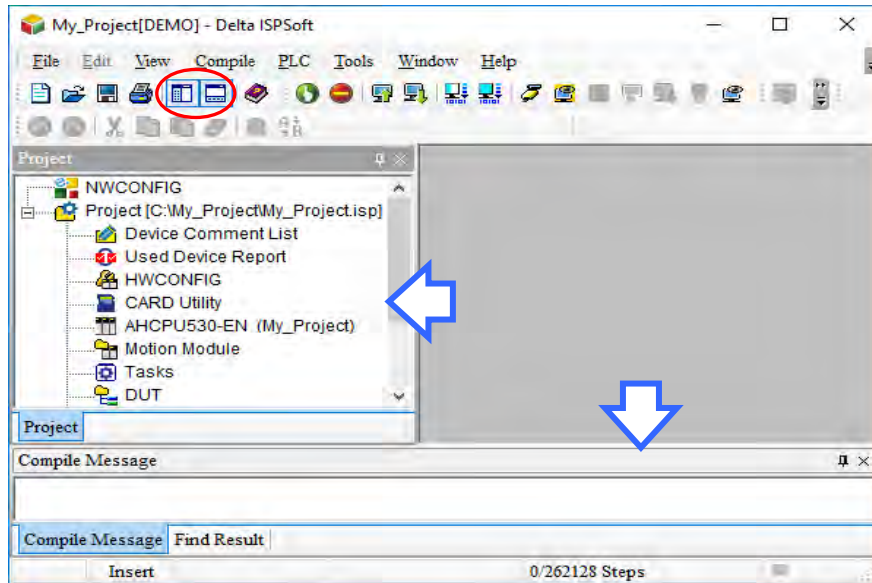 My_Project[DEMO] - Delta ISPSoft
File Edit View Compile PLC Tools Window Help
Project
NWCONFIG
Project [C:\My_Project\My_Project.isp]
Device Comment List
Used Device Report
HWCONFIG
CARD Utility
AHCPU530-EN (My_Project)
Motion Module
Tasks
DUT
Project
Compile Message
Compile Message Find Result
Insert 0/262128 Steps